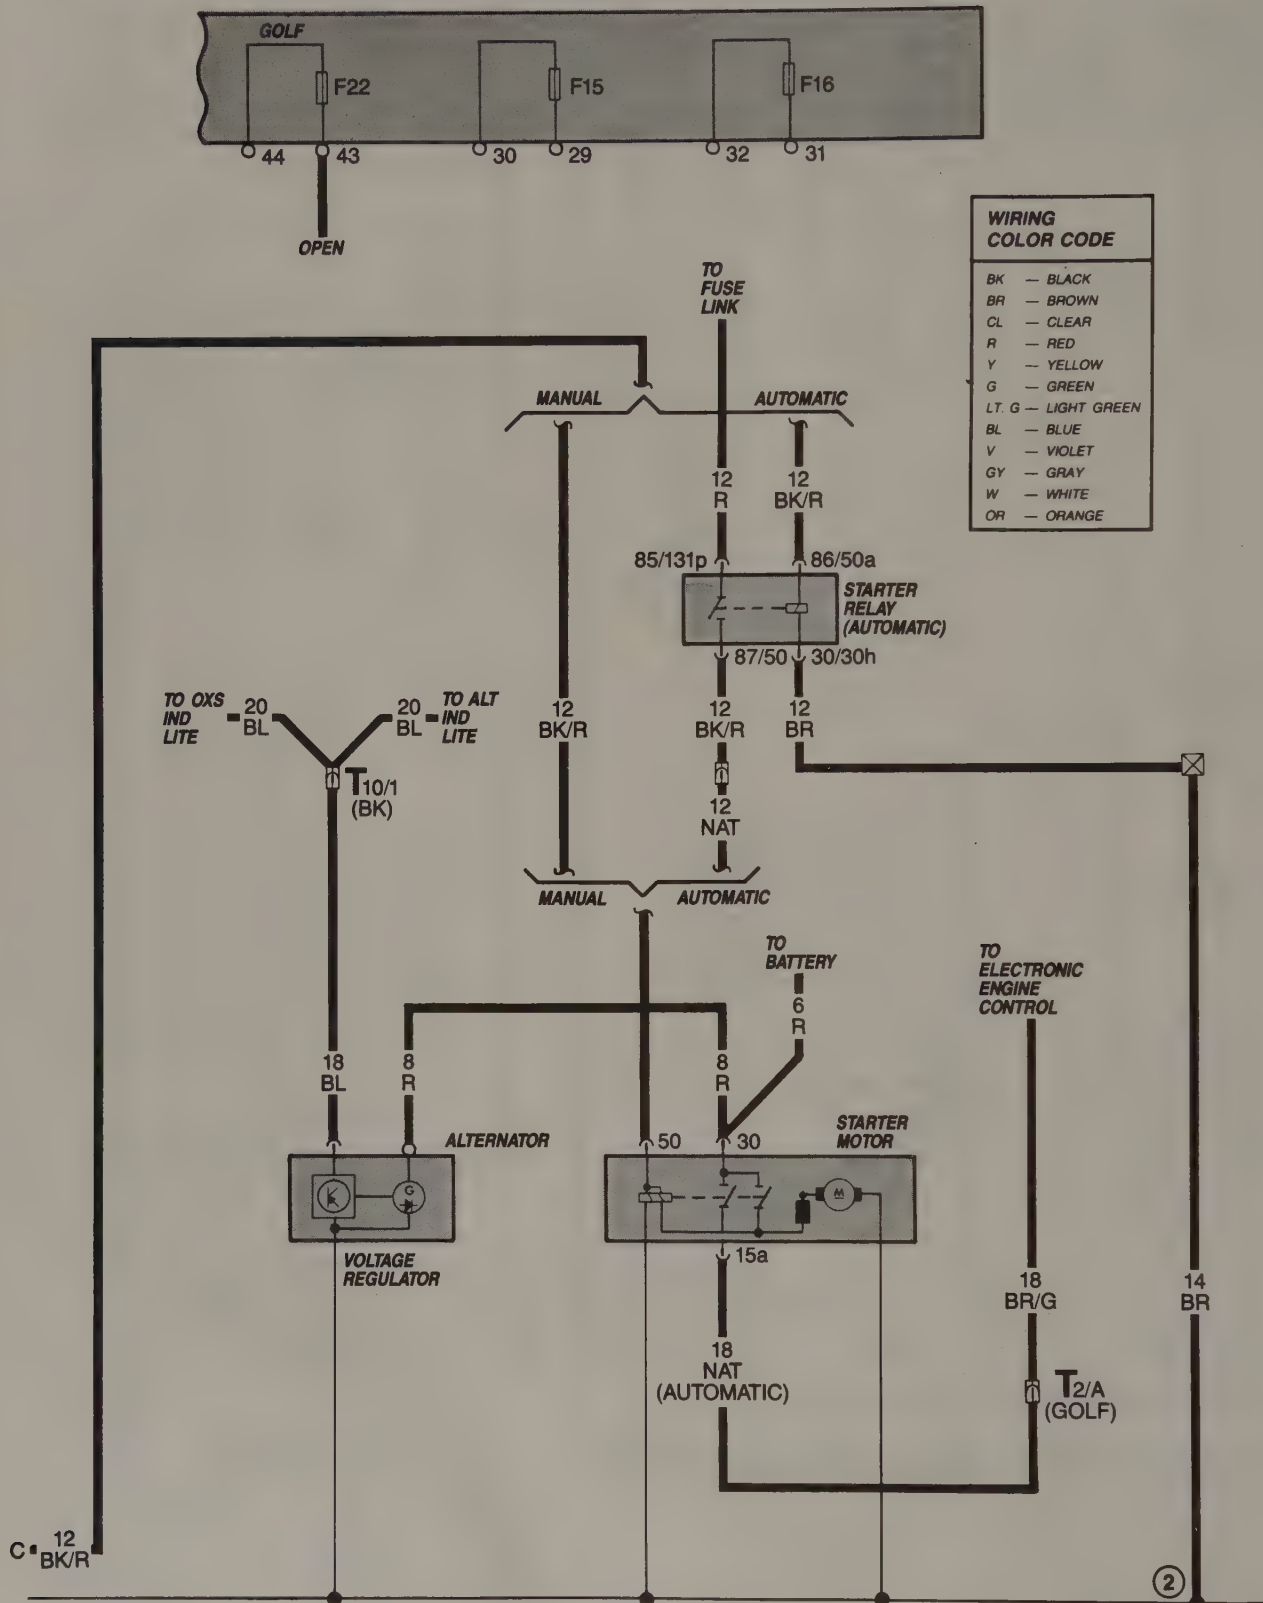 GOLF
F22
F15
F16
44
43
30
29
32
31
OPEN
WIRING
COLOR CODE
BK — BLACK
BR — BROWN
CL — CLEAR
R — RED
Y — YELLOW
G — GREEN
LT. G — LIGHT GREEN
BL — BLUE
V — VIOLET
GY — GRAY
W — WHITE
OR — ORANGE
TO
FUSE
LINK
MANUAL
AUTOMATIC
12
R
12
BK/R
85/131p
86/50a
STARTER
RELAY
(AUTOMATIC)
87/50
30/30h
TO OXS
IND
LITE
20
BL
20
BL
TO ALT
IND
LITE
12
BK/R
12
BK/R
12
BR
T10/1
(BK)
12
NAT
MANUAL
AUTOMATIC
TO
BATTERY
6
R
TO
ELECTRONIC
ENGINE
CONTROL
18
BL
8
R
8
R
ALTERNATOR
50
30
STARTER
MOTOR
G
M
VOLTAGE
REGULATOR
15a
18
BR/G
14
BR
18
NAT
(AUTOMATIC)
T2/A
(GOLF)
C
12
BK/R
2